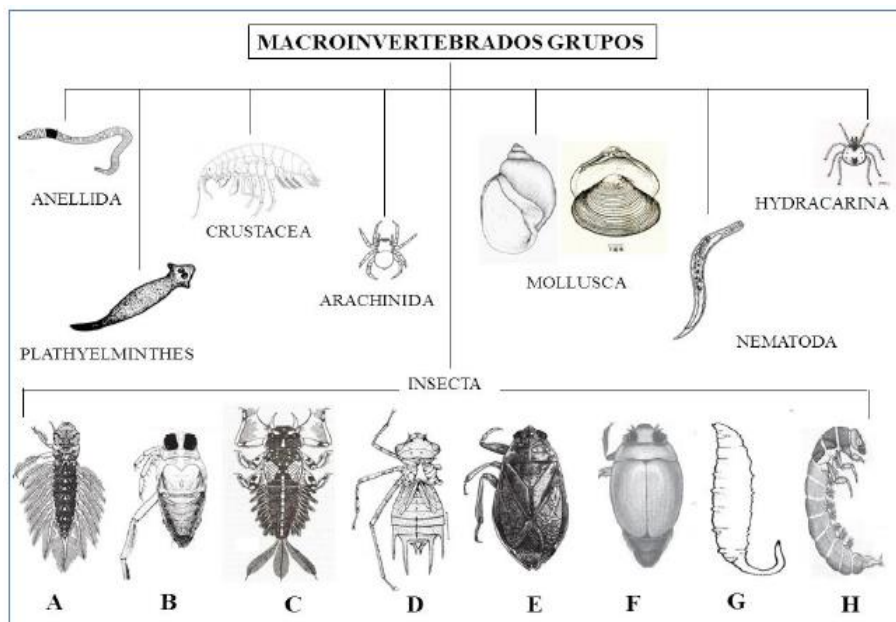 MACROINVERTEBRADOS GRUPOS
ANELLIDA
CRUSTACEA
ARACHINIDA
MOLLUSCA
HYDRACARINA
PLATHYELMINTHES
NEMATODA
INSECTA
A B C D E F G H